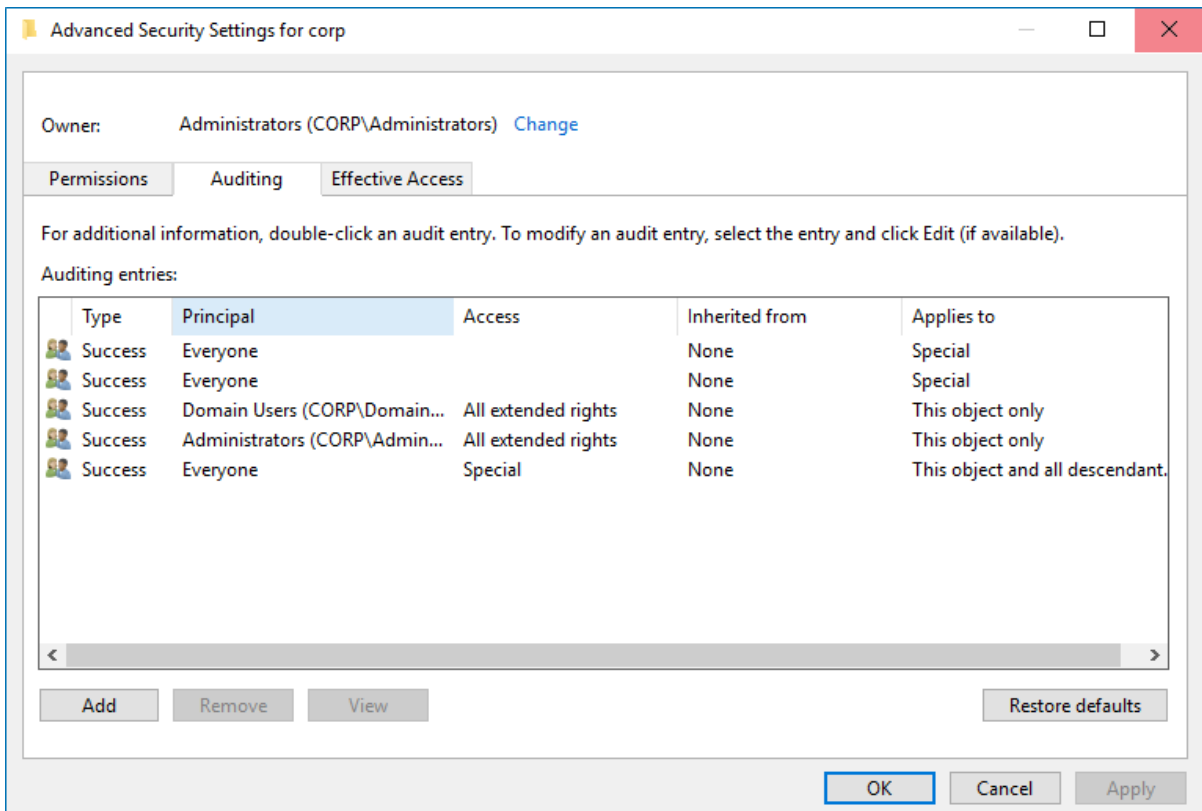 Advanced Security Settings for corp
Owner: Administrators (CORP\Administrators) Change
Permissions Auditing Effective Access
For additional information, double-click an audit entry. To modify an audit entry, select the entry and click Edit (if available).
Auditing entries:
Type Principal Access Inherited from Applies to
Success Everyone None Special
Success Everyone None Special
Success Domain Users (CORP\Domain... All extended rights None This object only
Success Administrators (CORP\Admin... All extended rights None This object only
Success Everyone Special None This object and all descendant.
Add Remove View Restore defaults
OK Cancel Apply